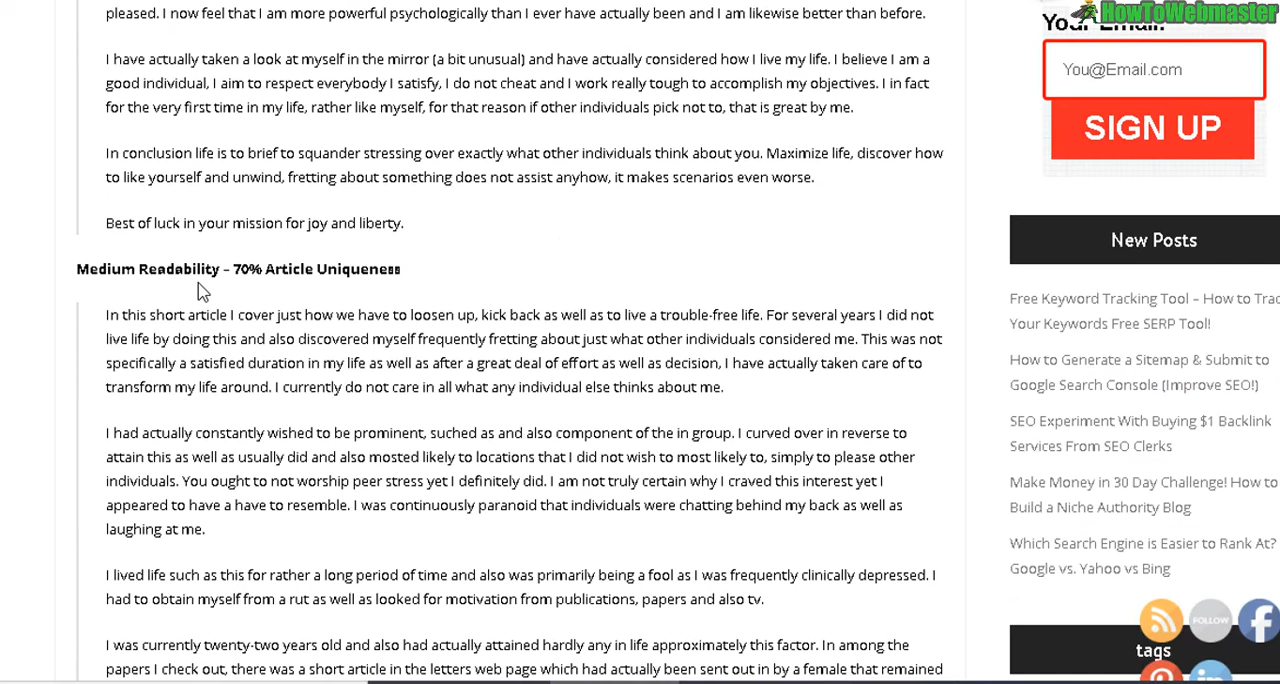 pleased. I now feel that I am more powerful psychologically than I ever have actually been and I am likewise better than before.
I have actually taken a look at myself in the mirror (a bit unusual) and have actually considered how I live my life. I believe I am a
good individual, I aim to respect everybody I satisfy, I do not cheat and I work really tough to accomplish my objectives. I in fact
for the very first time in my life, rather like myself, for that reason if other individuals pick not to, that is great by me.
In conclusion life is to brief to squander stressing over exactly what other individuals think about you. Maximize life, discover how
to like yourself and unwind, fretting about something does not assist anyhow, it makes scenarios even worse.
Best of luck in your mission for joy and liberty.
Medium Readability – 70% Article Uniqueness
In this short article I cover just how we have to loosen up, kick back as well as to live a trouble-free life. For several years I did not
live life by doing this and also discovered myself frequently fretting about just what other individuals considered me. This was not
specifically a satisfied duration in my life as well as after a great deal of effort as well as decision, I have actually taken care of to
transform my life around. I currently do not care in all what any individual else thinks about me.
I had actually constantly wished to be prominent, suched as and also component of the in group. I curved over in reverse to
attain this as well as usually did and also mosted likely to locations that I did not wish to most likely to, simply to please other
individuals. You ought to not worship peer stress yet I definitely did. I am not truly certain why I craved this interest yet I
appeared to have a have to resemble. I was continuously paranoid that individuals were chatting behind my back as well as
laughing at me.
I lived life such as this for rather a long period of time and also was primarily being a fool as I was frequently clinically depressed. I
had to obtain myself from a rut as well as looked for motivation from publications, papers and also tv.
I was currently twenty-two years old and also had actually attained hardly any in life approximately this factor. In among the
papers I check out, there was a short article in the letters web page which had actually been sent out in by a female that remained
HowToWebmaster
Your Email:
You@Email.com
SIGN UP
New Posts
Free Keyword Tracking Tool – How to Trac
Your Keywords Free SERP Tool!
How to Generate a Sitemap & Submit to
Google Search Console (Improve SEO!)
SEO Experiment With Buying $1 Backlink
Services From SEO Clerks
Make Money in 30 Day Challenge! How to
Build a Niche Authority Blog
Which Search Engine is Easier to Rank At?
Google vs. Yahoo vs Bing
FOLLOW
tags